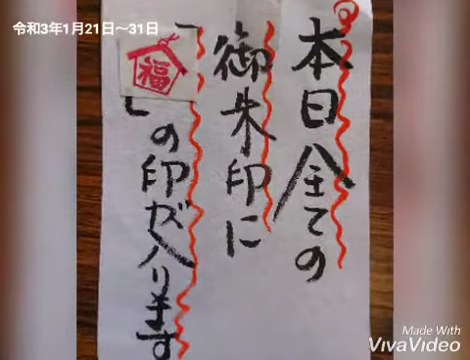 令和3年1月21日～31日
本日全ての
御朱印に
福
の印が入ります
Made With
VivaVideo